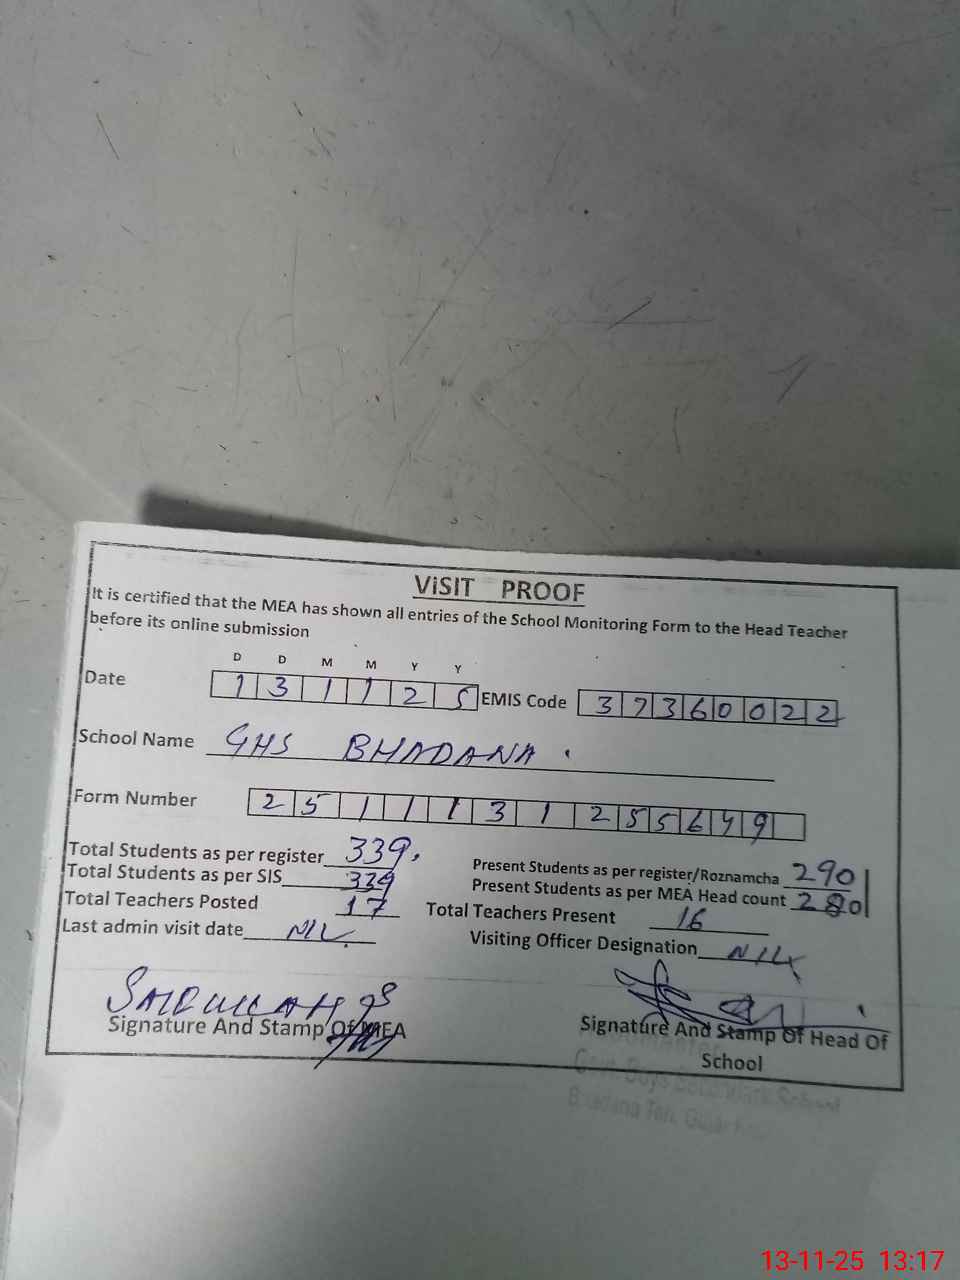 ViSIT PROOF
It is certified that the MEA has shown all entries of the School Monitoring Form to the Head Teacher
before its online submission
D D M M Y Y
Date 1 3 1 1 2 5 EMIS Code 3 7 3 6 0 0 2 2
School Name GHS BHADANA
Form Number 2 5 1 1 1 3 1 2 5 5 6 4 9
Total Students as per register 339
Total Students as per SIS 339
Present Students as per register/Roznamcha 290
Present Students as per MEA Head count 280
Total Teachers Posted 17
Total Teachers Present 16
Last admin visit date NIL
Visiting Officer Designation NIL
Signature And Stamp Of MEA
Signature And Stamp Of Head Of
School
Govt. Boys School
Bhadana Teh. Gujar
13-11-25 13:17